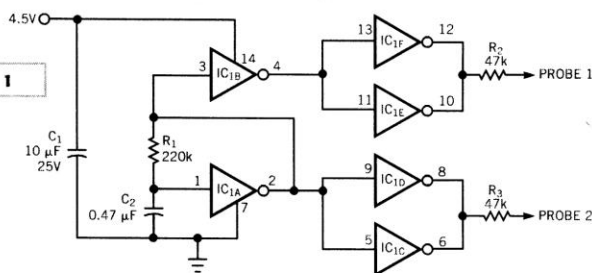 4.5V
1
C1
10 µF
25V
R1
220k
C2
0.47 µF
3
IC1B
14
4
1
IC1A
2
7
13
IC1F
12
11
IC1E
10
R2
47k
PROBE 1
9
IC1D
8
5
IC1C
6
R3
47k
PROBE 2